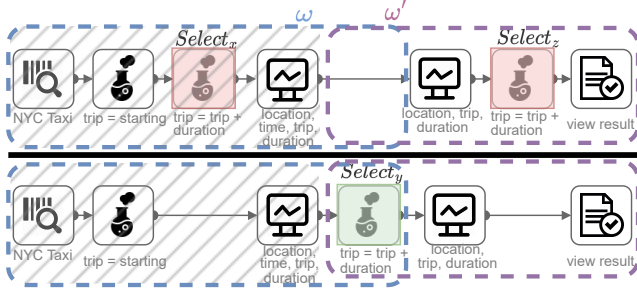 ω ω′
Select_x Select_z
NYC Taxi trip = starting trip = trip + location, location, trip, trip = trip + view result
duration time, trip, duration duration
duration
Select_y
NYC Taxi trip = starting location, trip = trip + location, view result
time, trip, duration trip, duration
duration